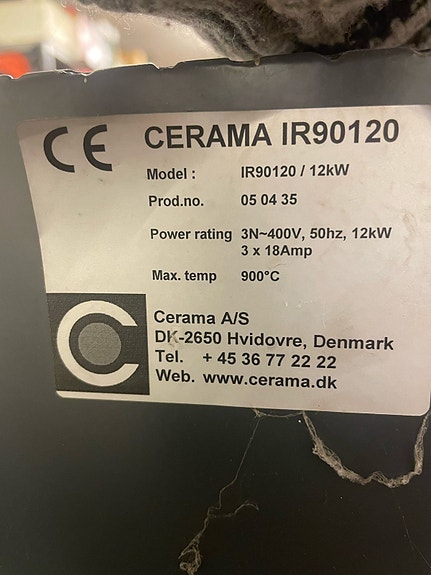 CE CERAMA IR90120
Model : IR90120 / 12kW
Prod.no. 05 04 35
Power rating 3N~400V, 50hz, 12kW
3 x 18Amp
Max. temp 900°C
Cerama A/S
DK-2650 Hvidovre, Denmark
Tel. + 45 36 77 22 22
Web. www.cerama.dk